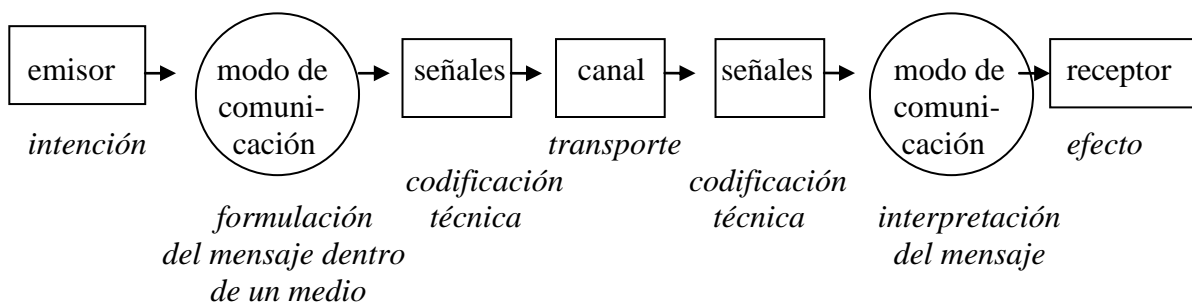 emisor
modo de
comuni-
cación
señales
canal
señales
modo de
comuni-
cación
receptor
intención
transporte
efecto
codificación
técnica
codificación
técnica
formulación
del mensaje dentro
de un medio
interpretación
del mensaje